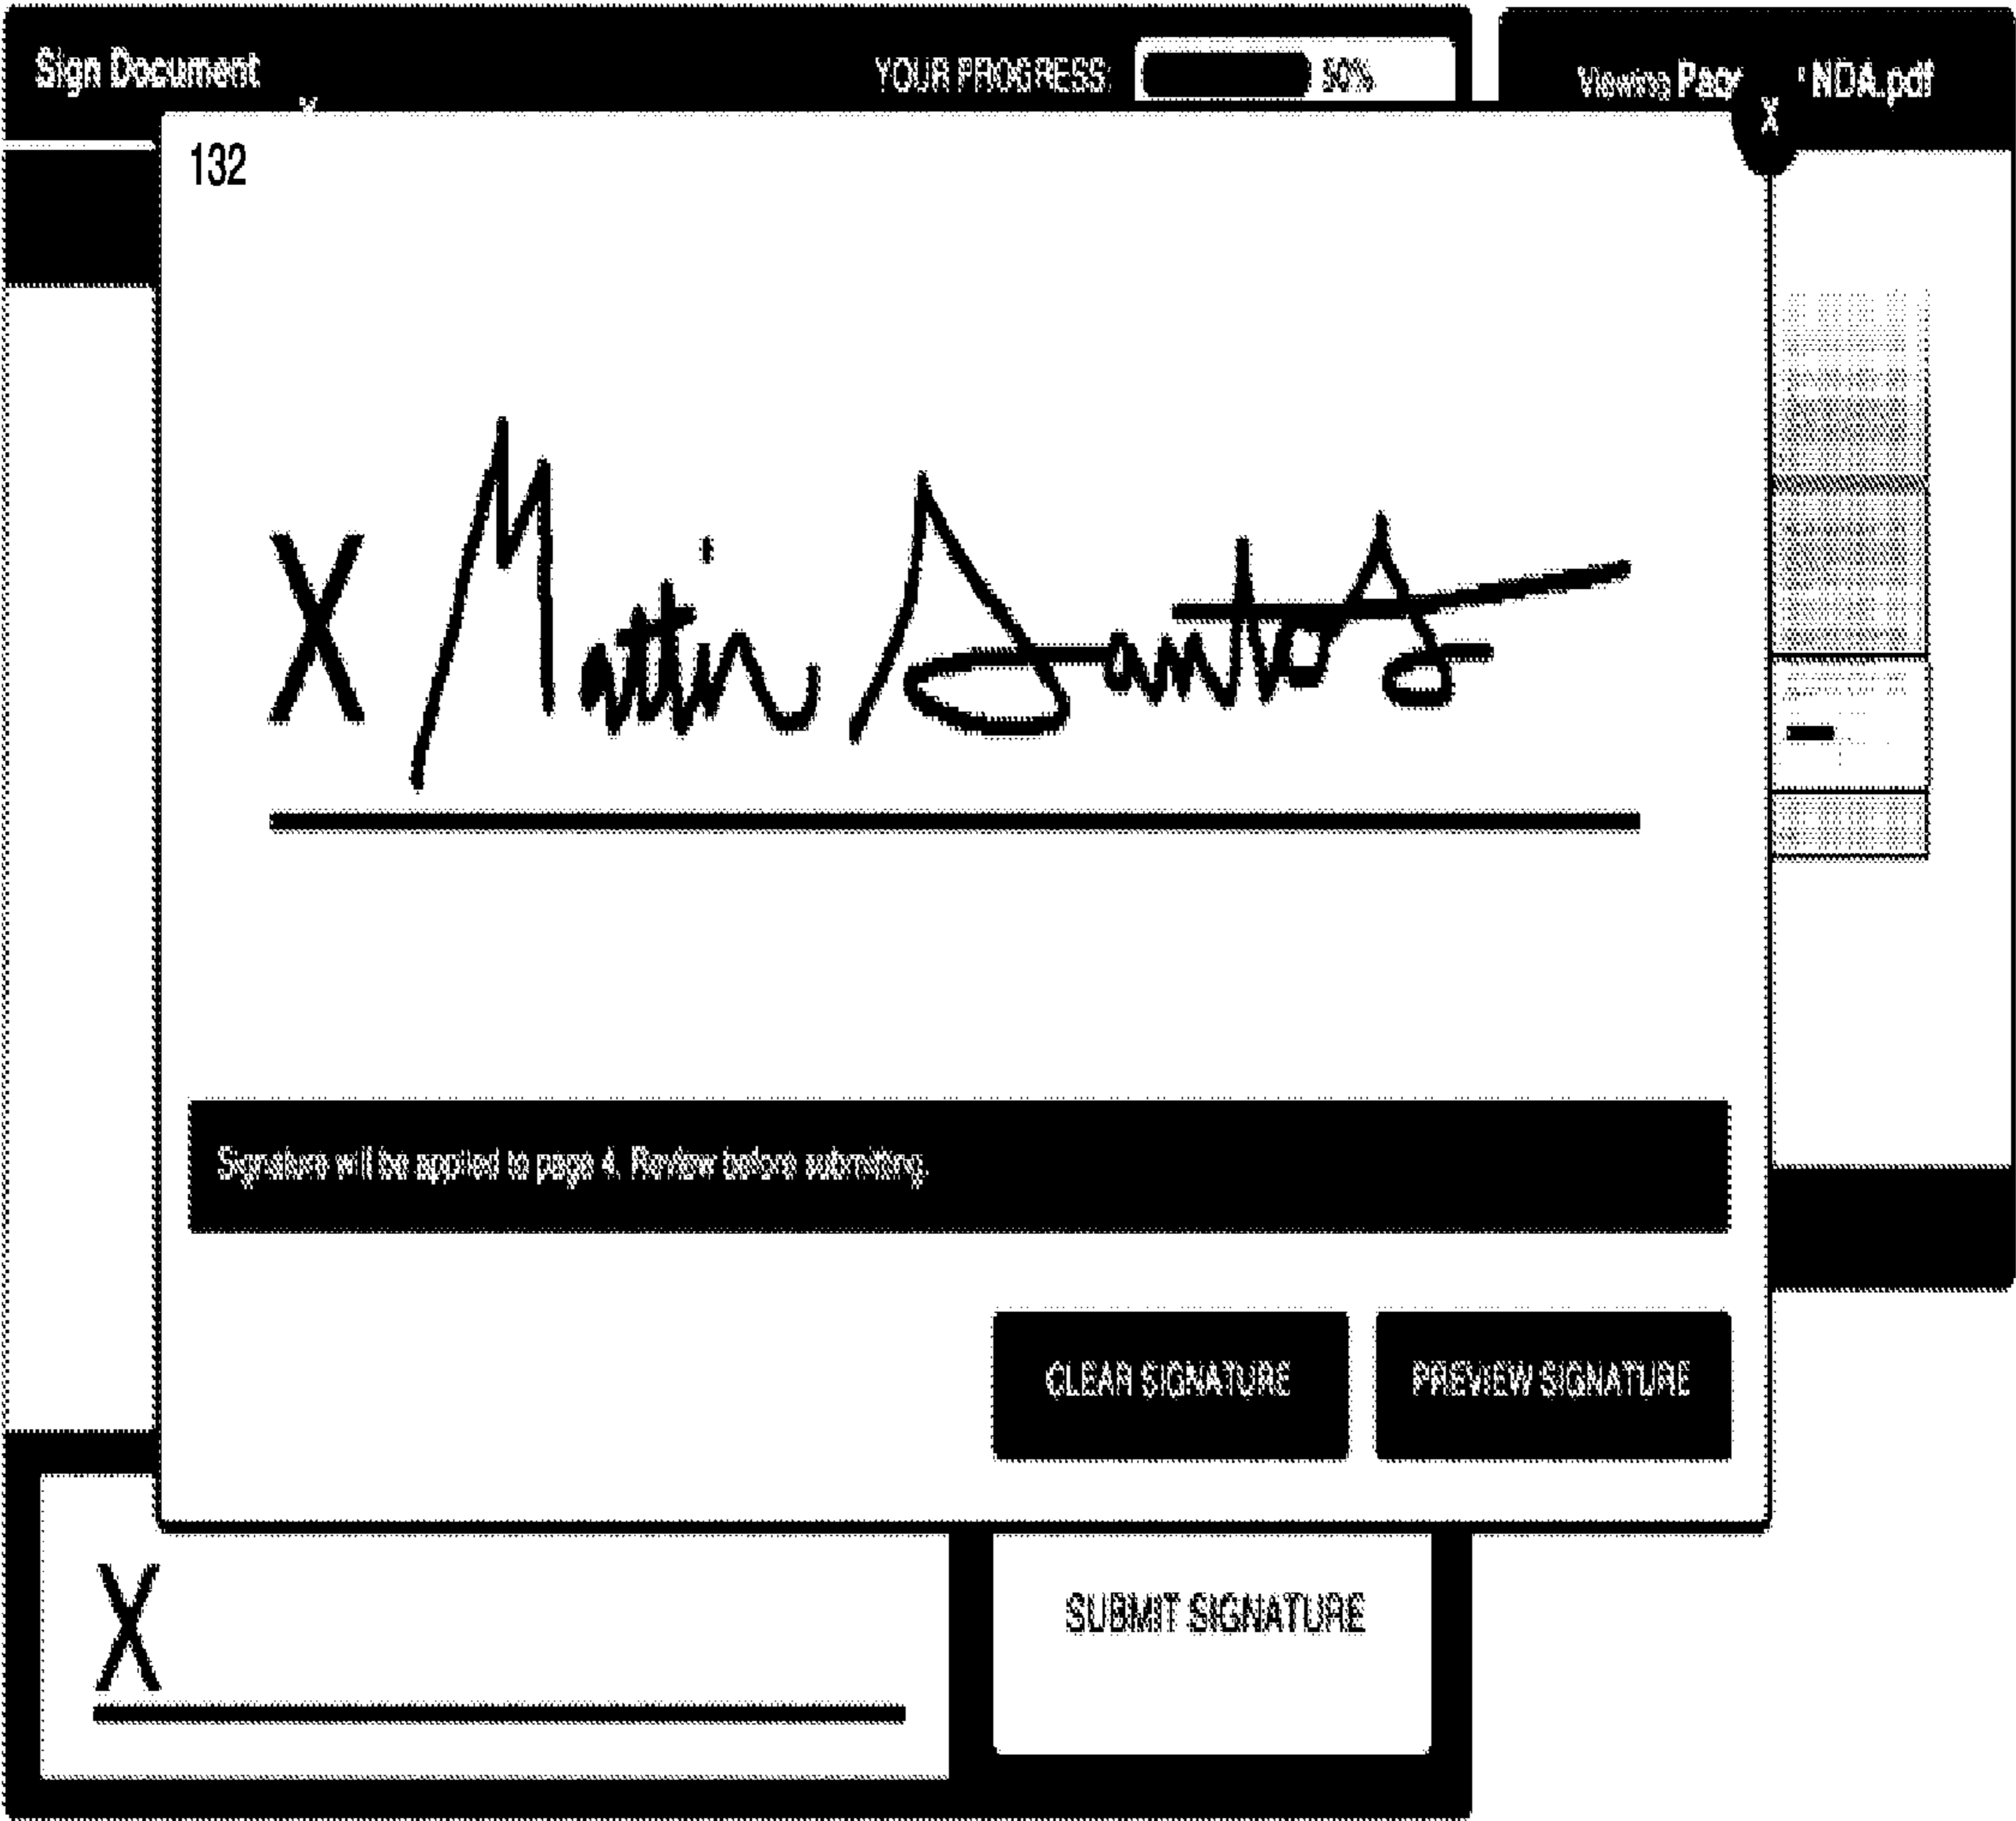 Sign Document
YOUR PROGRESS: 50%
Viewing NDA.pdf
X
132
X Martin Santos
Signature will be applied to page 4. Review before submitting.
CLEAR SIGNATURE
PREVIEW SIGNATURE
X
SUBMIT SIGNATURE